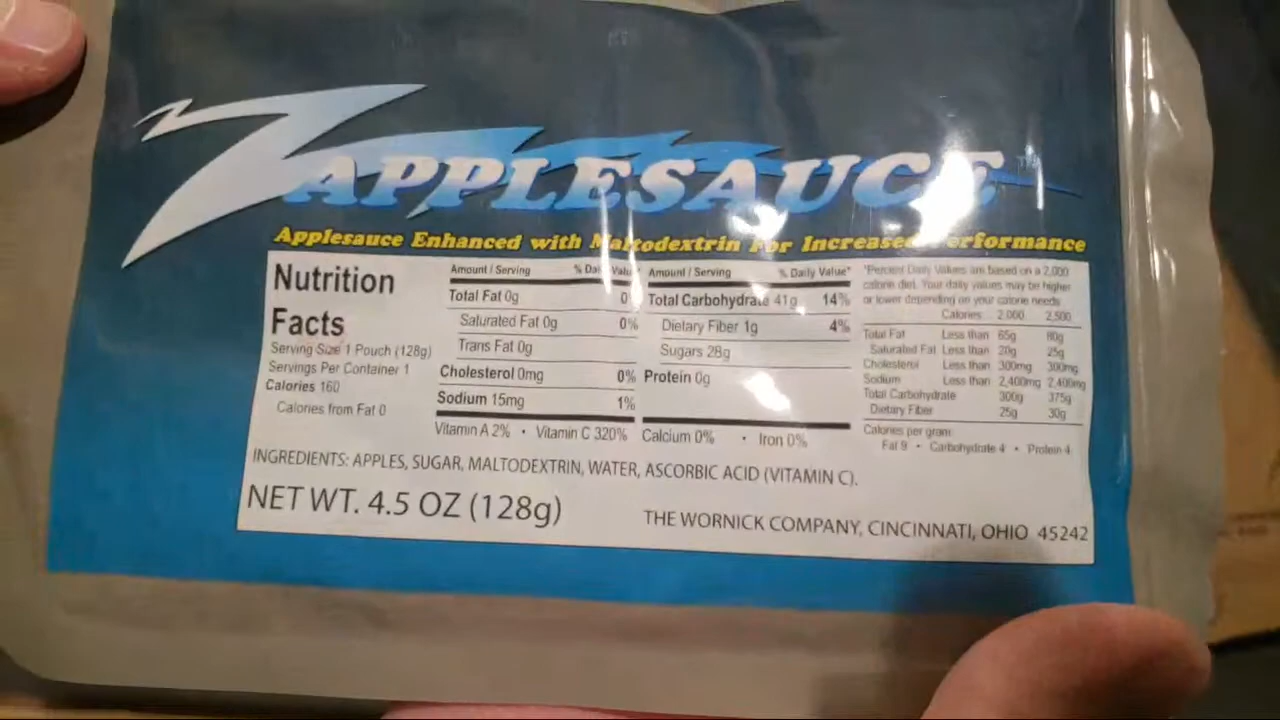 ZAPPLESAUCE
Applesauce Enhanced with Maltodextrin For Increased Performance
Nutrition
Facts
Serving Size 1 Pouch (128g)
Servings Per Container 1
Calories 160
Calories from Fat 0
Amount / Serving % Daily Value*
Total Fat 0g 0%
Saturated Fat 0g 0%
Trans Fat 0g
Cholesterol 0mg 0%
Sodium 15mg 1%
Amount / Serving % Daily Value*
Total Carbohydrate 41g 14%
Dietary Fiber 1g 4%
Sugars 28g
Protein 0g
Vitamin A 2% • Vitamin C 320% Calcium 0% • Iron 0%
*Percent Daily Values are based on a 2,000
calorie diet. Your daily values may be higher
or lower depending on your calorie needs
Calories 2,000 2,500
Total Fat Less than 65g 80g
Saturated Fat Less than 20g 25g
Cholesterol Less than 300mg 300mg
Sodium Less than 2,400mg 2,400mg
Total Carbohydrate 300g 375g
Dietary Fiber 25g 30g
Calories per gram:
Fat 9 • Carbohydrate 4 • Protein 4
INGREDIENTS: APPLES, SUGAR, MALTODEXTRIN, WATER, ASCORBIC ACID (VITAMIN C).
NET WT. 4.5 OZ (128g)
THE WORNICK COMPANY, CINCINNATI, OHIO 45242